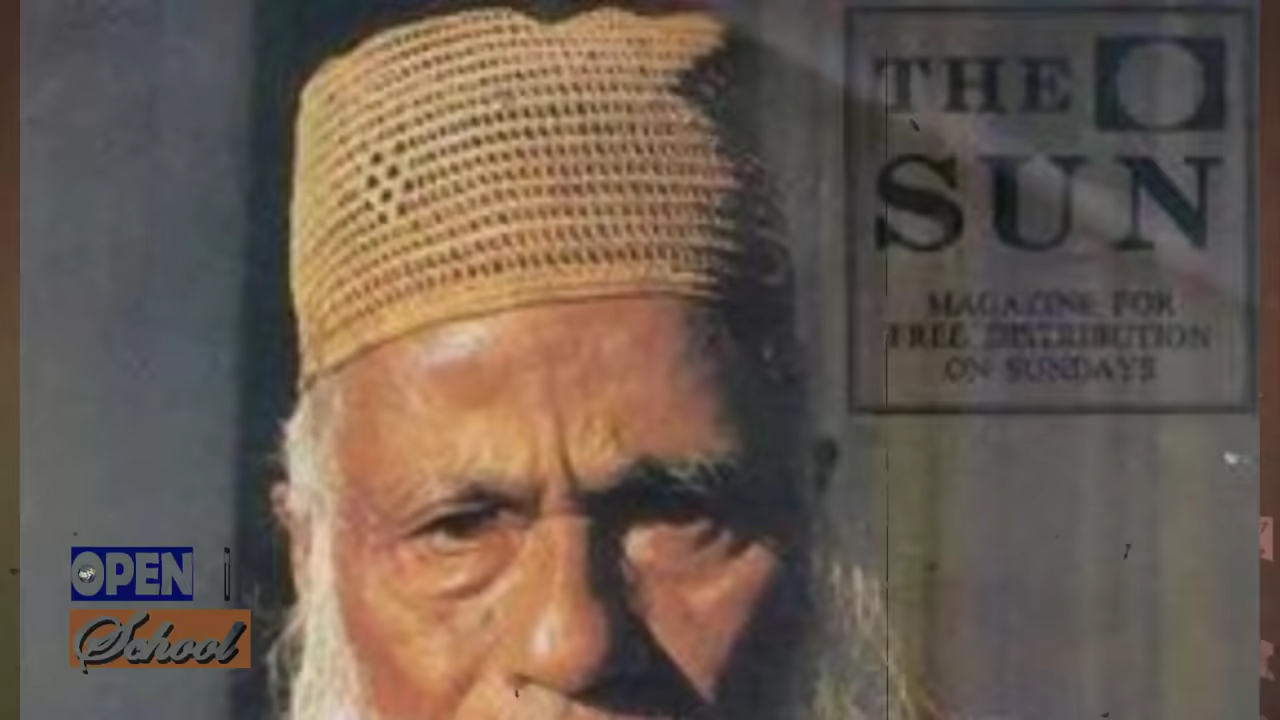 THE
SUN
MAGAZINE FOR
FREE DISTRIBUTION
ON SUNDAYS
OPEN
School